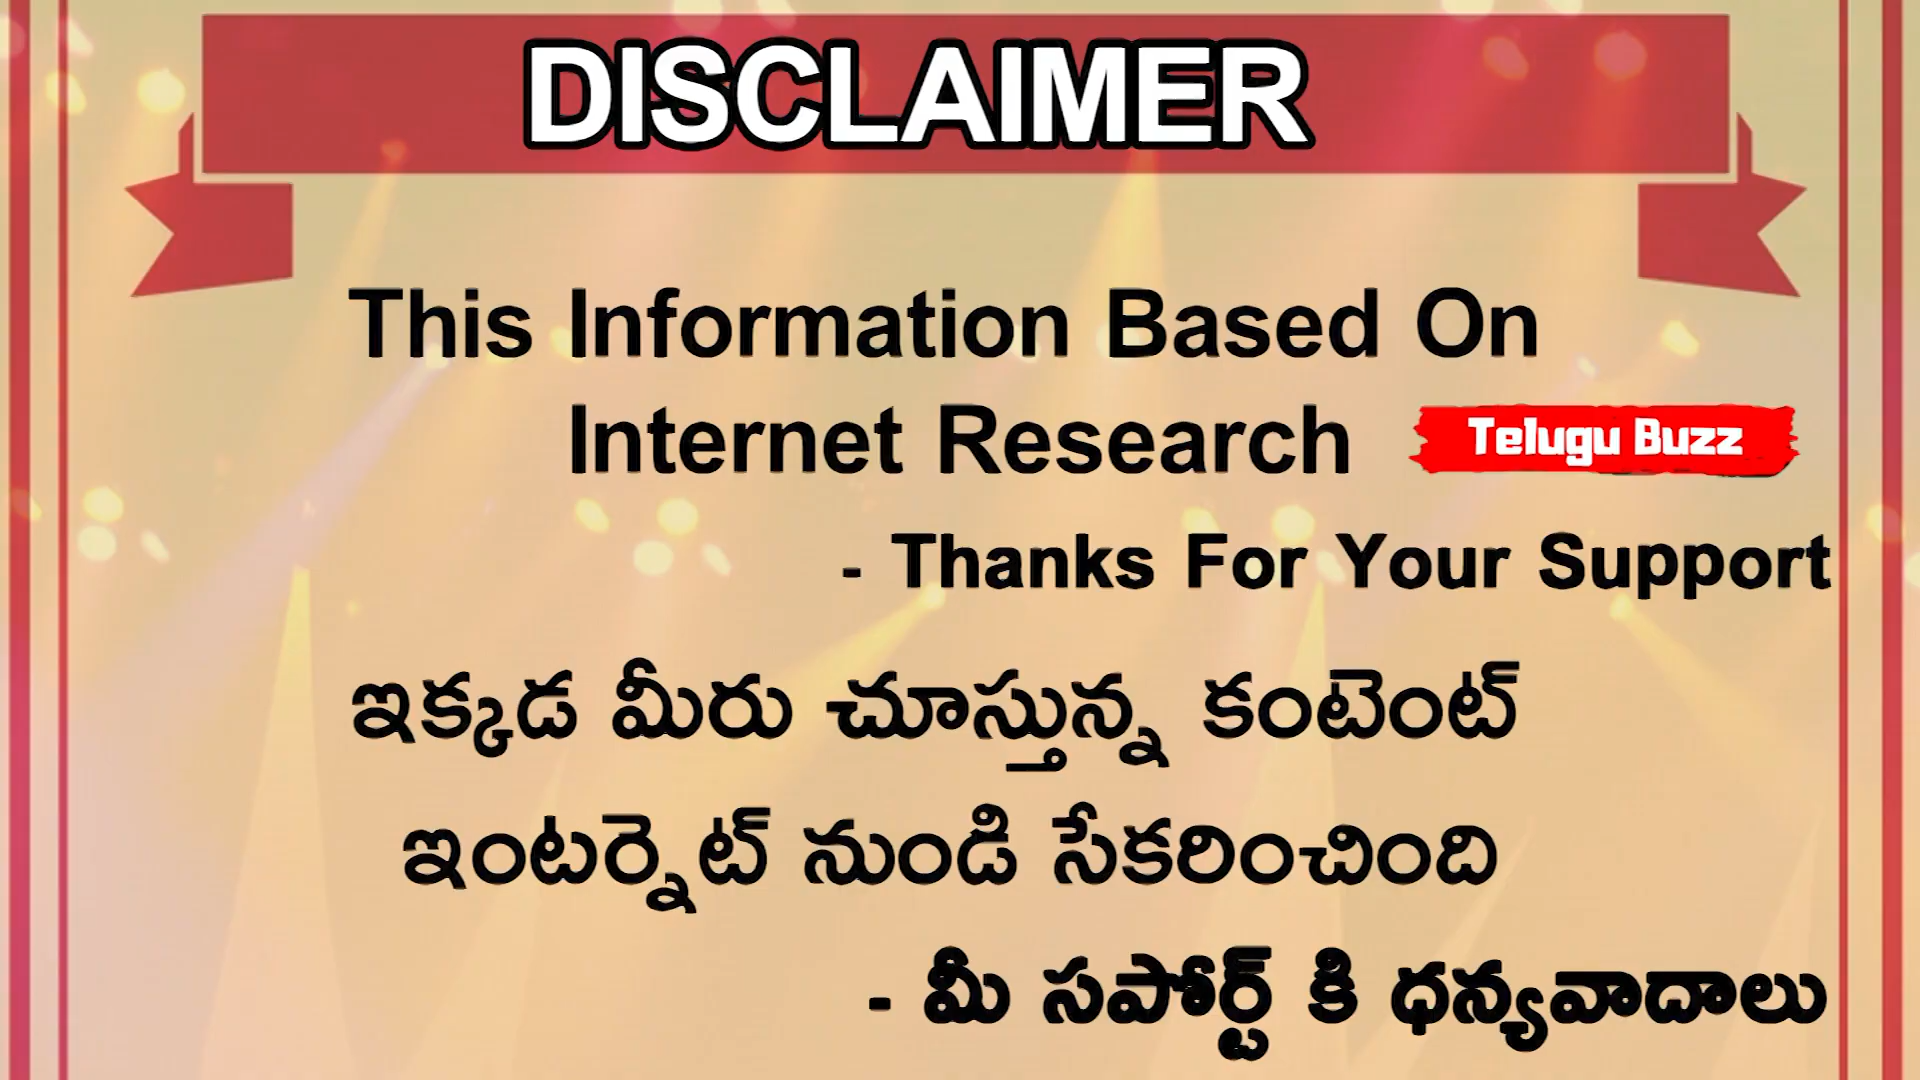 DISCLAIMER
This Information Based On
Internet Research
Telugu Buzz
- Thanks For Your Support
ఇక్కడ మీరు చూస్తున్న కంటెంట్
ఇంటర్నెట్ నుండి సేకరించింది
- మీ సపోర్ట్ కి ధన్యవాదాలు